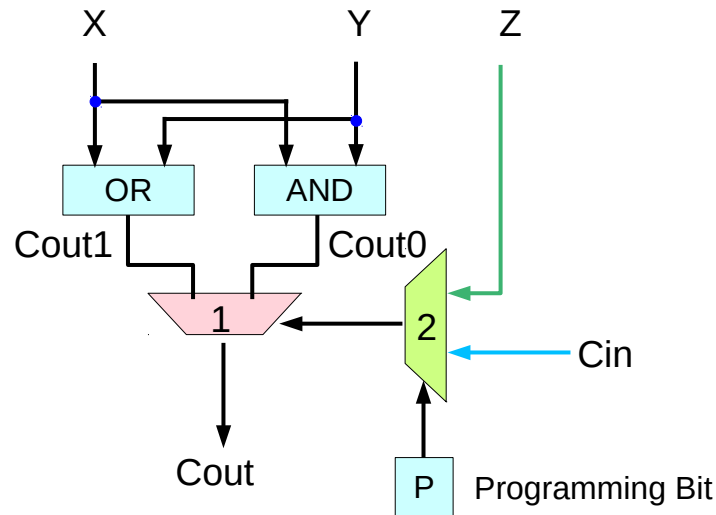 X Y Z
OR AND
Cout1 Cout0
1 2
Cin
Cout
P Programming Bit